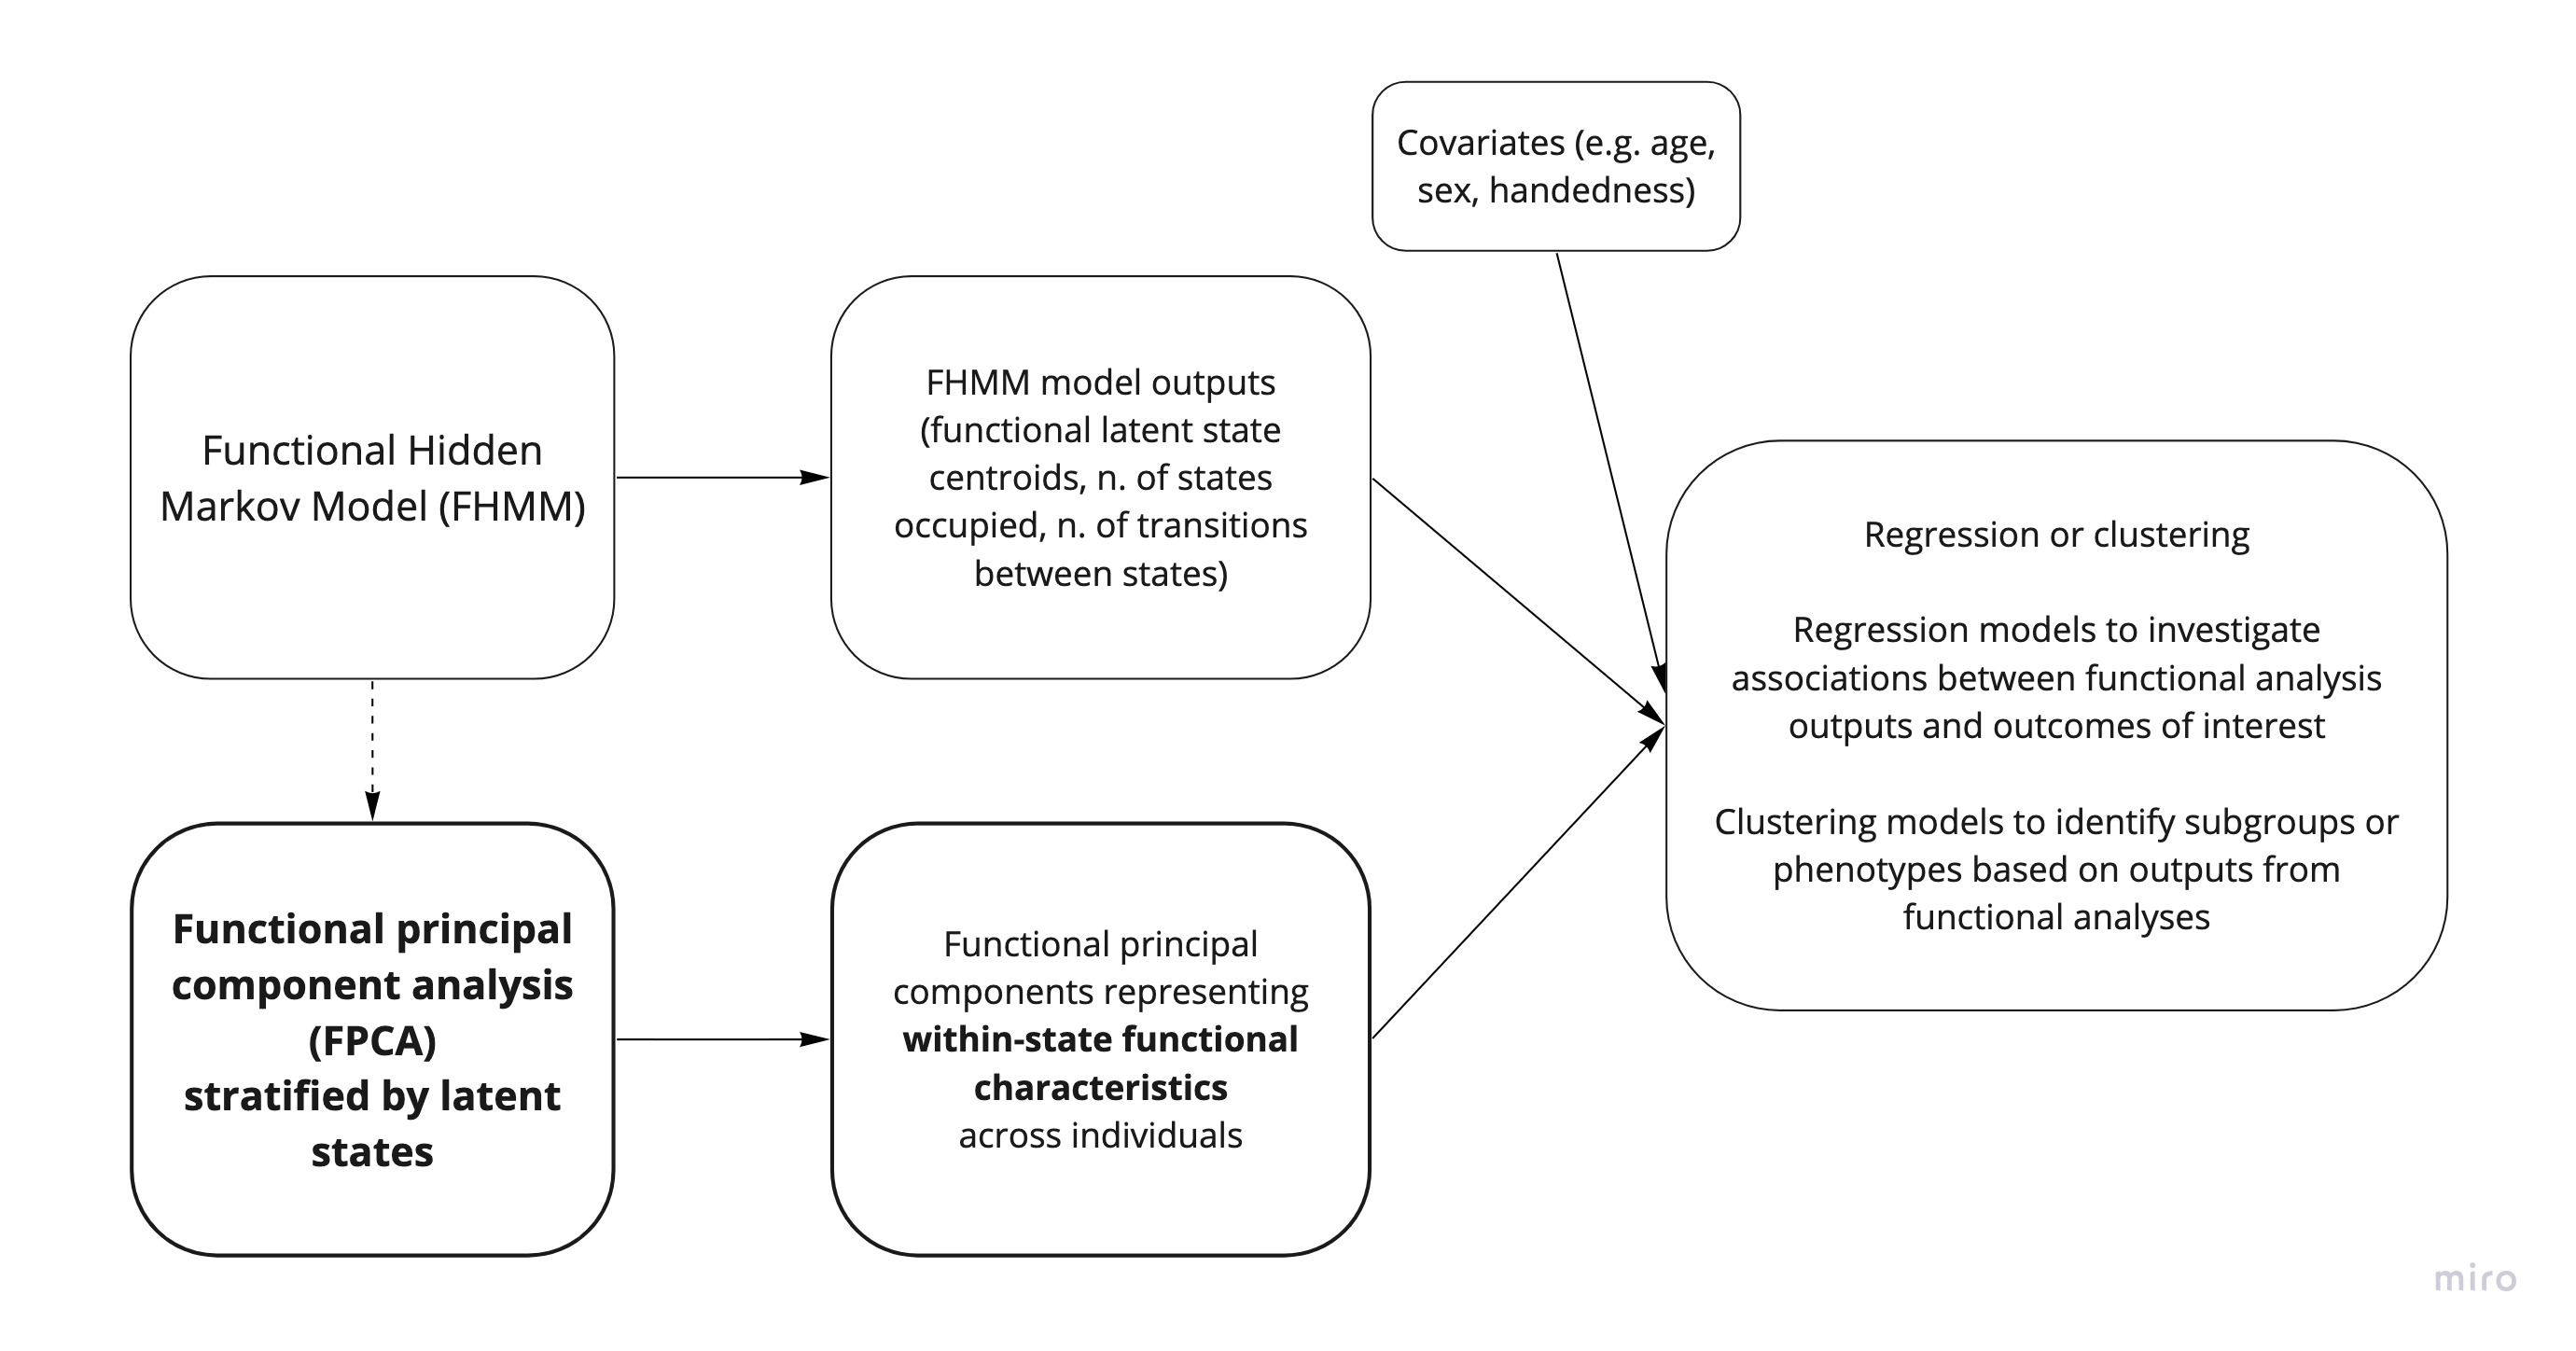 Covariates (e.g. age,
sex, handedness)
Functional Hidden
Markov Model (FHMM)
FHMM model outputs
(functional latent state
centroids, n. of states
occupied, n. of transitions
between states)
Regression or clustering
Regression models to investigate
associations between functional analysis
outputs and outcomes of interest
Clustering models to identify subgroups or
phenotypes based on outputs from
functional analyses
Functional principal
component analysis
(FPCA)
stratified by latent
states
Functional principal
components representing
within-state functional
characteristics
across individuals
miro